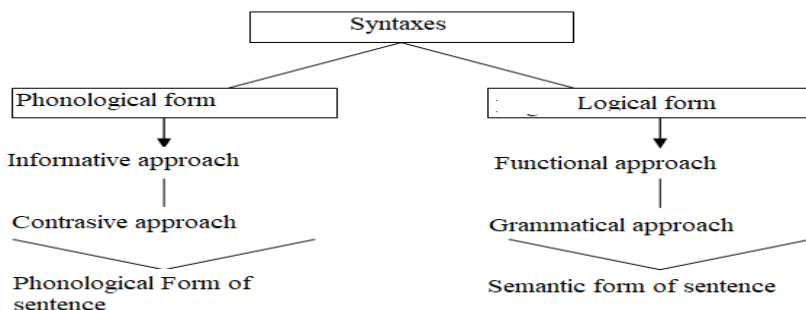 Syntaxes
Phonological form
Logical form
Informative approach
Functional approach
Contrasive approach
Grammatical approach
Phonological Form of
sentence
Semantic form of sentence